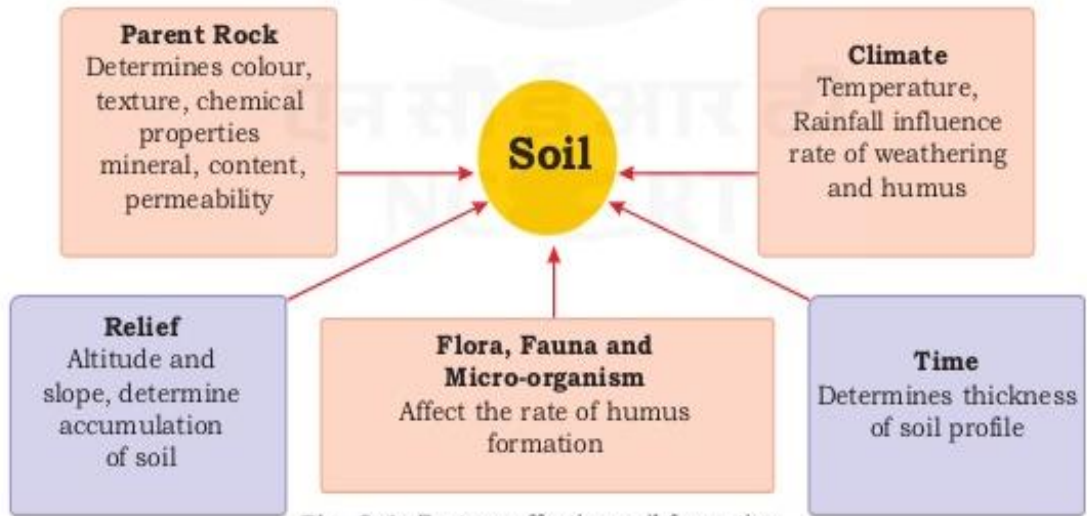 Parent Rock
Determines colour,
texture, chemical
properties
mineral, content,
permeability
Soil
Climate
Temperature,
Rainfall influence
rate of weathering
and humus
Relief
Altitude and
slope, determine
accumulation
of soil
Flora, Fauna and
Micro-organism
Affect the rate of humus
formation
Time
Determines thickness
of soil profile